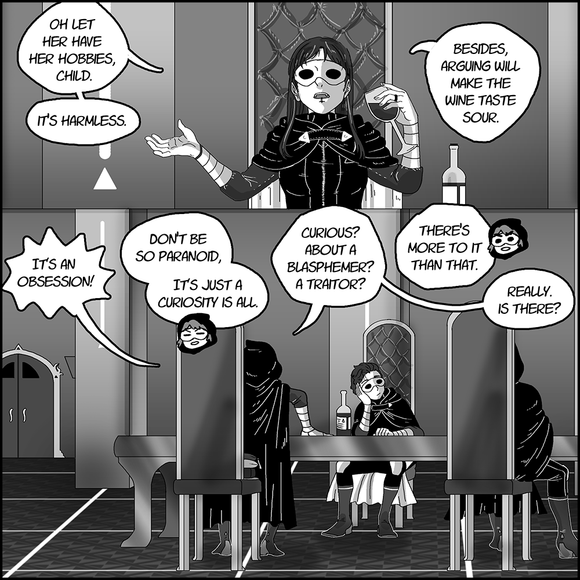 OH LET
HER HAVE
HER HOBBIES,
CHILD.
IT'S HARMLESS.
BESIDES,
ARGUING WILL
MAKE THE
WINE TASTE
SOUR.
IT'S AN
OBSESSION!
DON'T BE
SO PARANOID,
IT'S JUST A
CURIOSITY IS ALL.
CURIOUS?
ABOUT A
BLASPHEMER?
A TRAITOR?
THERE'S
MORE TO IT
THAN THAT.
REALLY.
IS THERE?